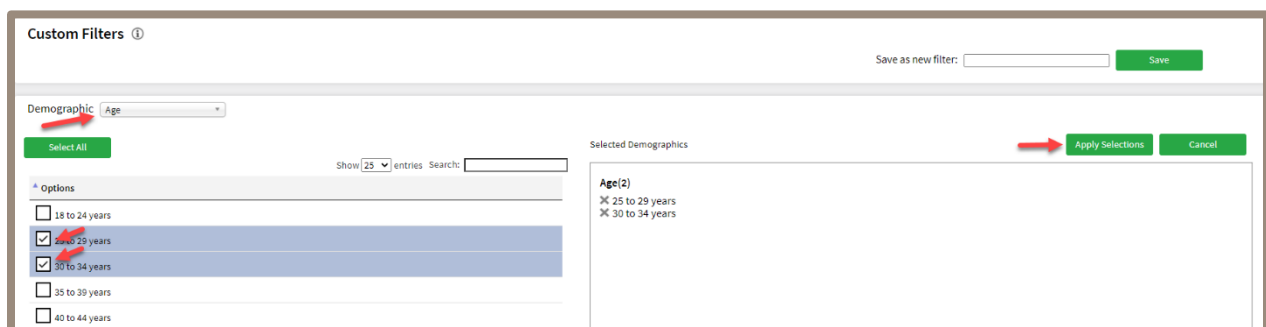 Custom Filters
Save as new filter:
Save
Demographic Age
Select All
Selected Demographics
Apply Selections
Cancel
Show 25 entries Search:
Options
18 to 24 years
25 to 29 years
30 to 34 years
35 to 39 years
40 to 44 years
Age(2)
25 to 29 years
30 to 34 years